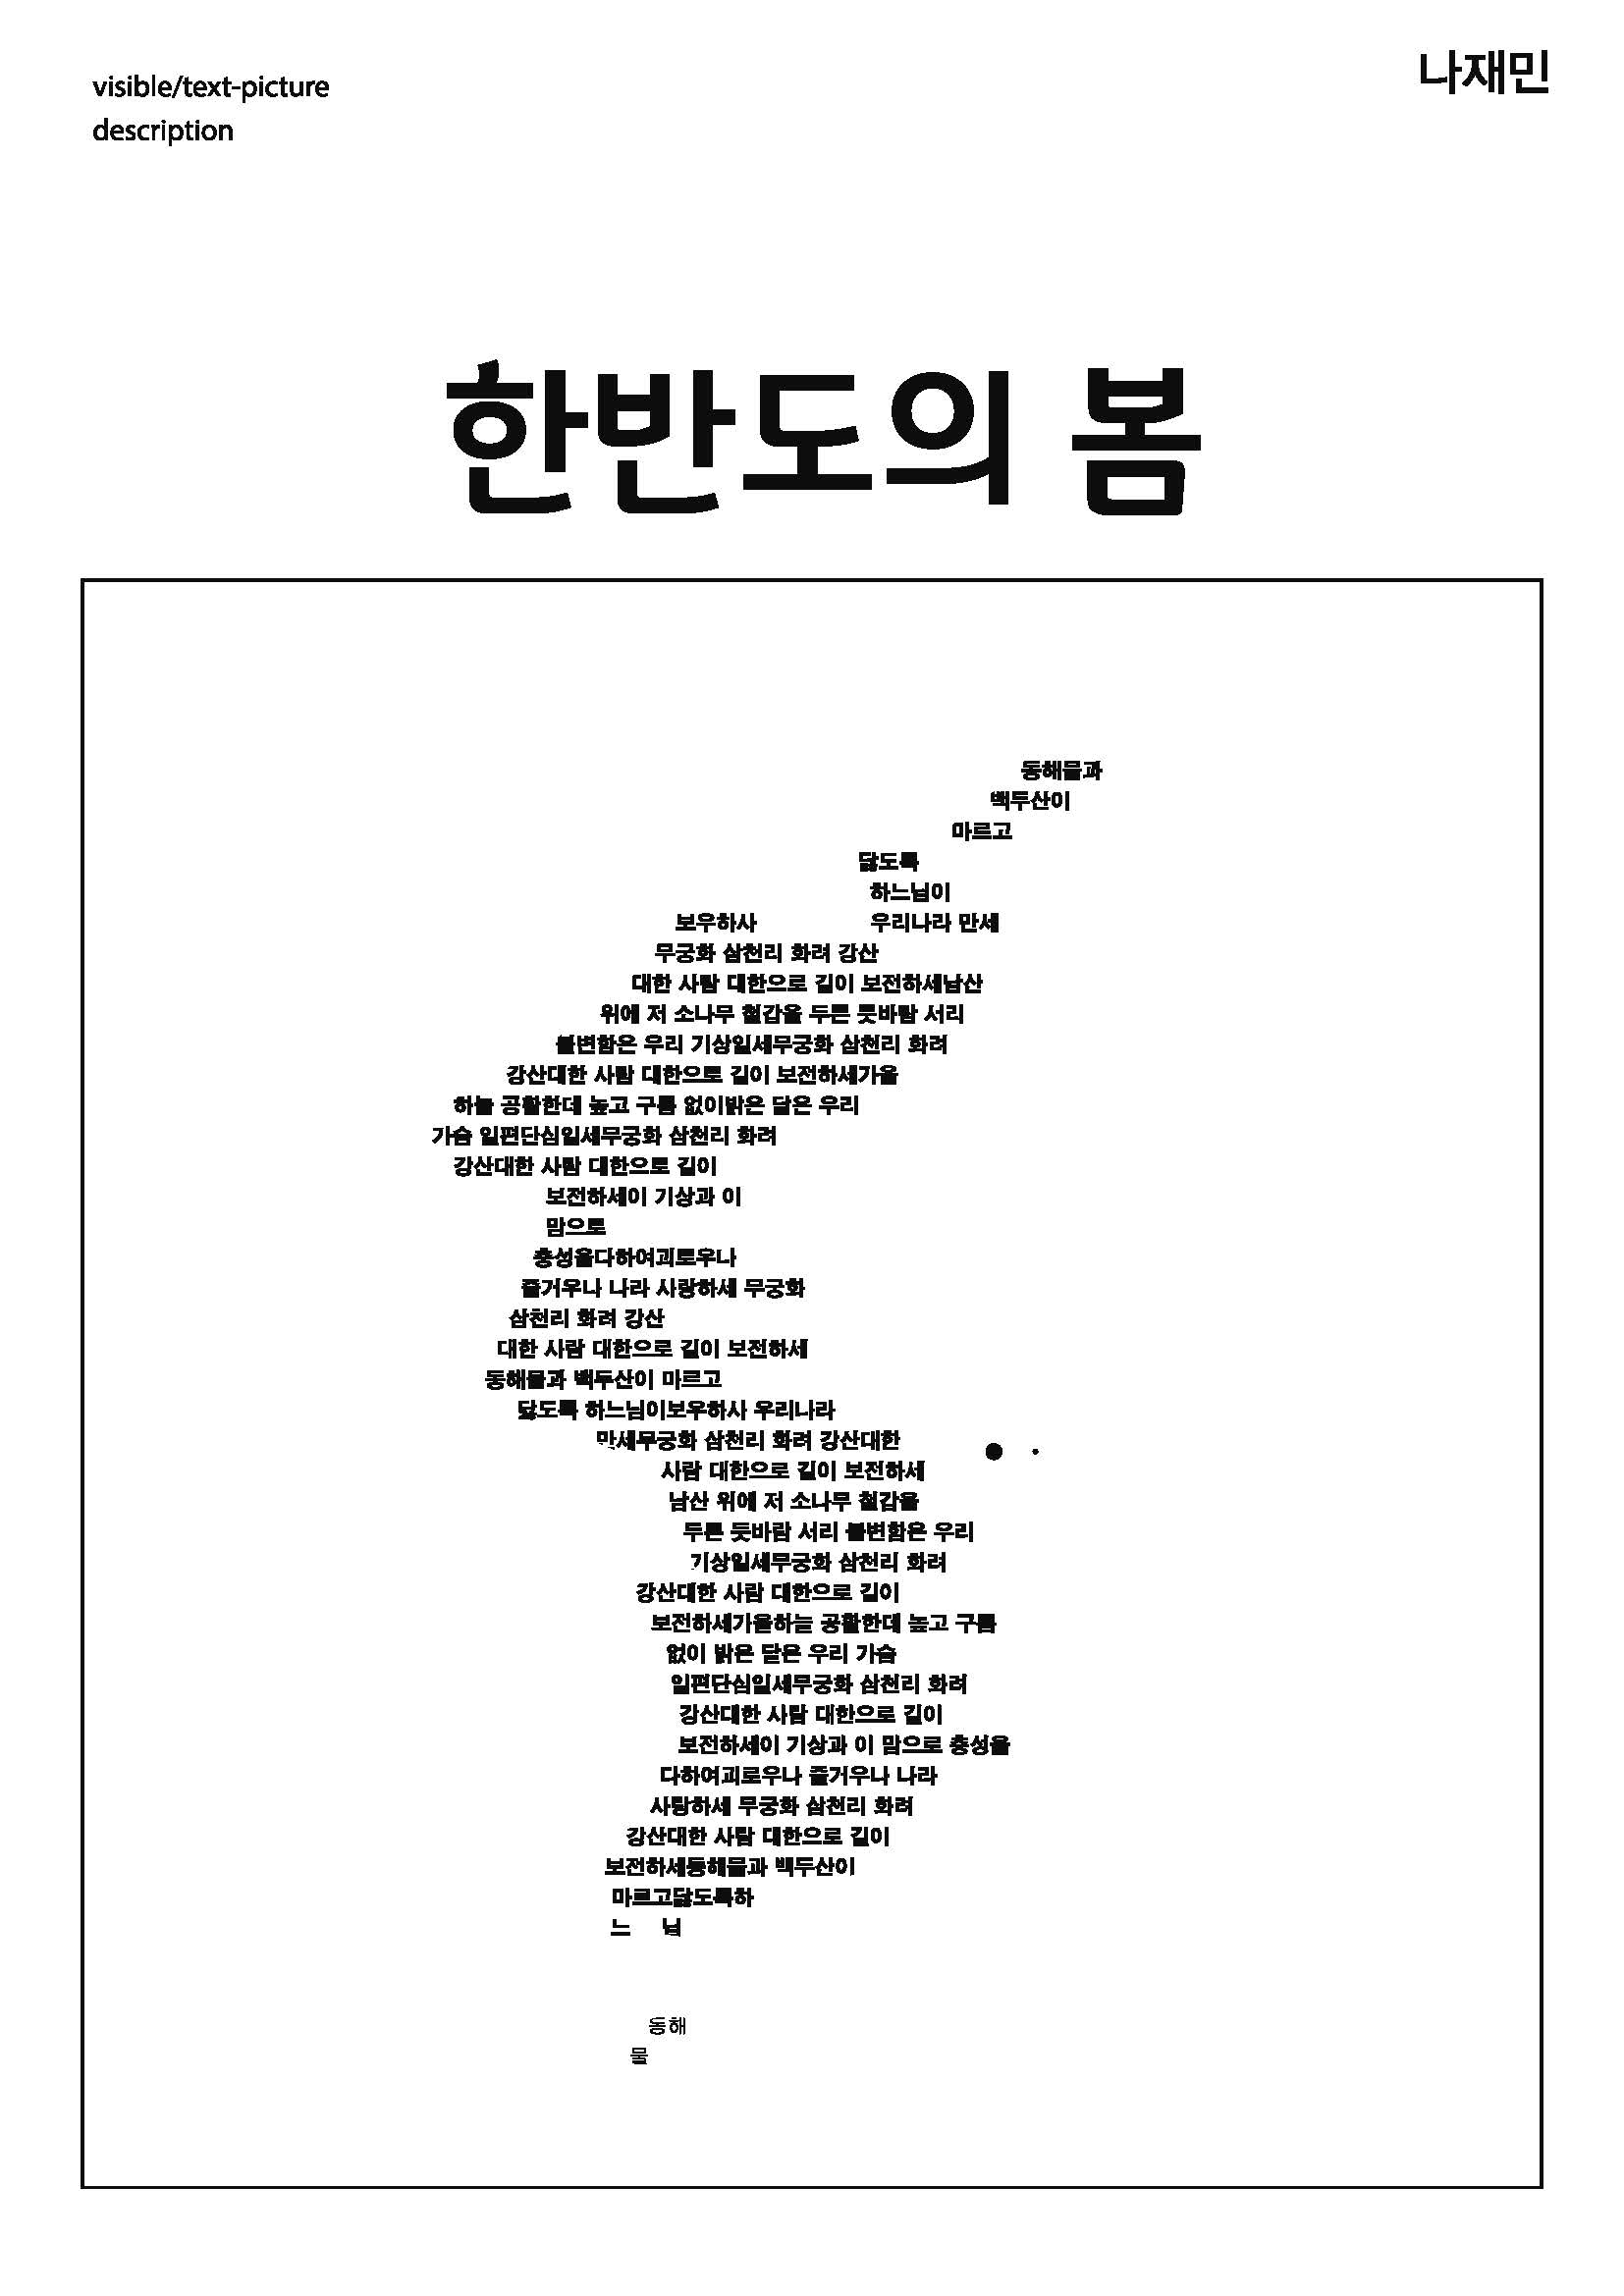 visible/text-picture
description
나재민
한반도의 봄
동해물과
백두산이
마르고
닳도록
하느님이
보우하사 우리나라 만세
무궁화 삼천리 화려 강산
대한 사람 대한으로 길이 보전하세남산
위에 저 소나무 철갑을 두른 듯바람 서리
불변함은 우리 기상일세무궁화 삼천리 화려
강산대한 사람 대한으로 길이 보전하세가을
하늘 공활한데 높고 구름 없이밝은 달은 우리
가슴 일편단심일세무궁화 삼천리 화려
강산대한 사람 대한으로 길이
보전하세이 기상과 이
맘으로
충성을다하여괴로우나
즐거우나 나라 사랑하세 무궁화
삼천리 화려 강산
대한 사람 대한으로 길이 보전하세
동해물과 백두산이 마르고
닳도록 하느님이보우하사 우리나라
만세무궁화 삼천리 화려 강산대한
사람 대한으로 길이 보전하세
남산 위에 저 소나무 철갑을
두른 듯바람 서리 불변함은 우리
기상일세무궁화 삼천리 화려
강산대한 사람 대한으로 길이
보전하세가을하늘 공활한데 높고 구름
없이 밝은 달은 우리 가슴
일편단심일세무궁화 삼천리 화려
강산대한 사람 대한으로 길이
보전하세이 기상과 이 맘으로 충성을
다하여괴로우나 즐거우나 나라
사랑하세 무궁화 삼천리 화려
강산대한 사람 대한으로 길이
보전하세동해물과 백두산이
마르고닳도록하
느 님
동해
물